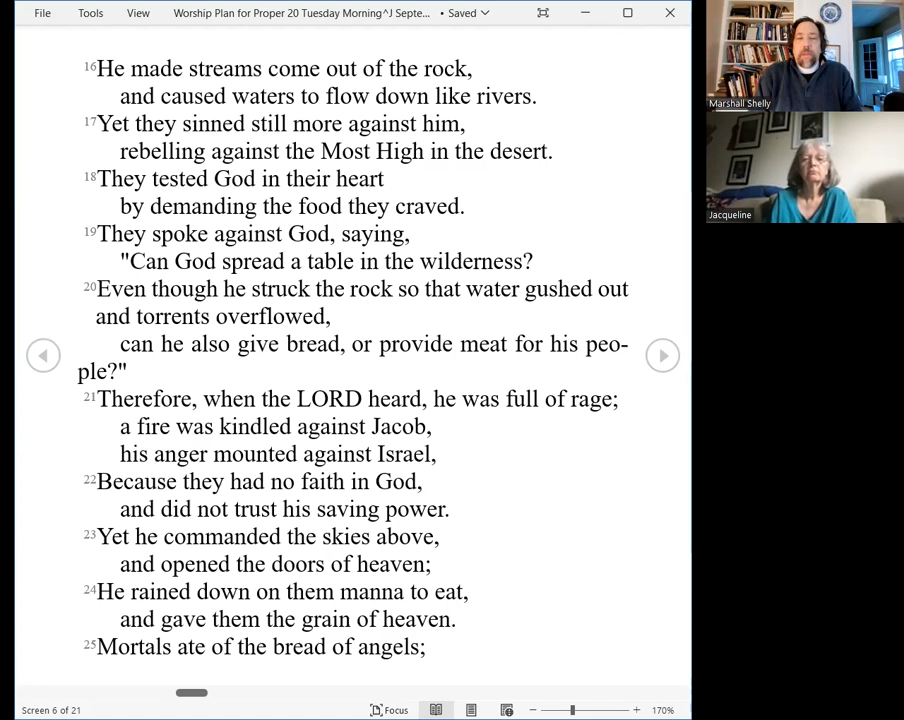 File Tools View Worship Plan for Proper 20 Tuesday Morning^J Septe... • Saved
16He made streams come out of the rock,
and caused waters to flow down like rivers.
17Yet they sinned still more against him,
rebelling against the Most High in the desert.
18They tested God in their heart
by demanding the food they craved.
19They spoke against God, saying,
"Can God spread a table in the wilderness?
20Even though he struck the rock so that water gushed out
and torrents overflowed,
can he also give bread, or provide meat for his peo-
ple?"
21Therefore, when the LORD heard, he was full of rage;
a fire was kindled against Jacob,
his anger mounted against Israel,
22Because they had no faith in God,
and did not trust his saving power.
23Yet he commanded the skies above,
and opened the doors of heaven;
24He rained down on them manna to eat,
and gave them the grain of heaven.
25Mortals ate of the bread of angels;
Screen 6 of 21 Focus 170%
Marshall Shelly
Jacqueline